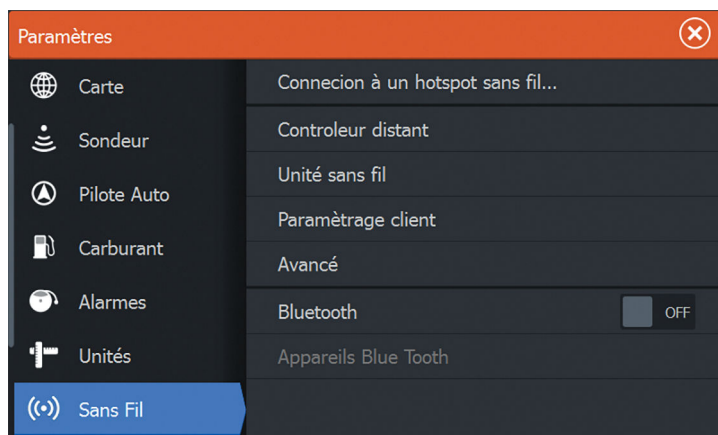 Paramètres
Carte
Sondeur
Pilote Auto
Carburant
Alarmes
Unités
Sans Fil
Connecion à un hotspot sans fil...
Controleur distant
Unité sans fil
Paramètrage client
Avancé
Bluetooth OFF
Appareils Blue Tooth